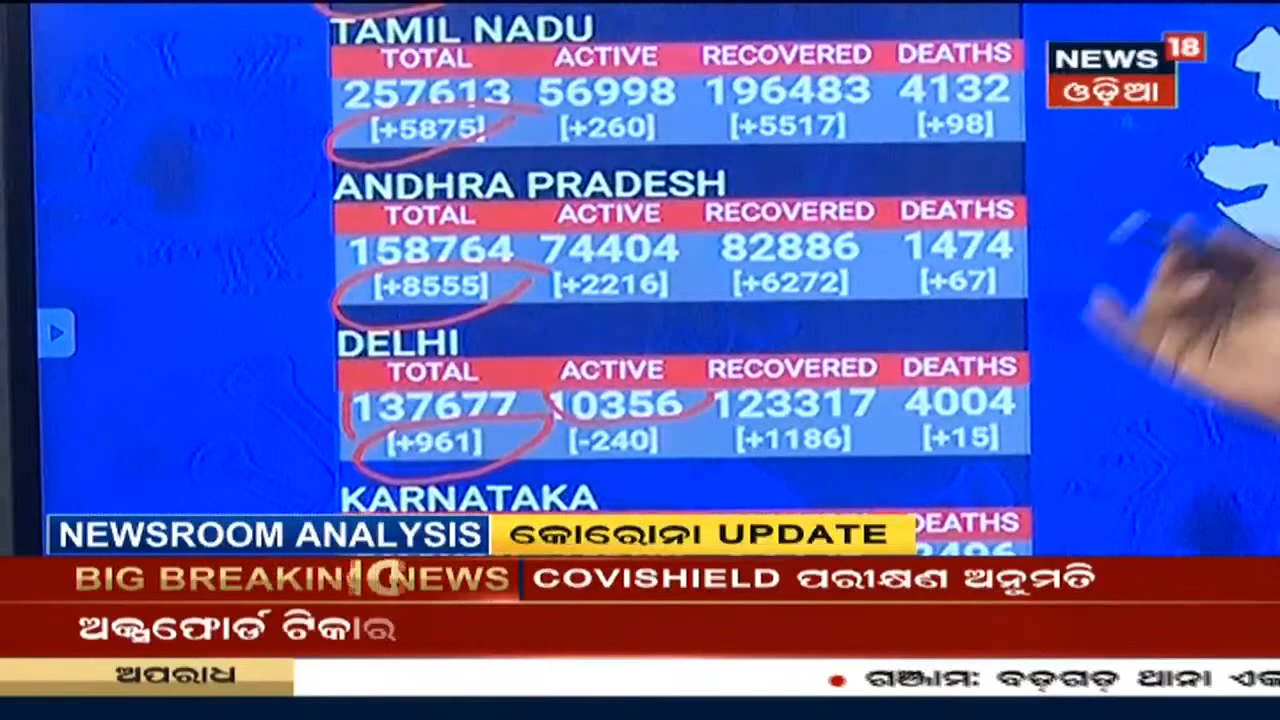 TAMIL NADU
TOTAL ACTIVE RECOVERED DEATHS
257613 56998 196483 4132
[+5875] [+260] [+5517] [+98]
NEWS 18
ଓଡ଼ିଆ
ANDHRA PRADESH
TOTAL ACTIVE RECOVERED DEATHS
158764 74404 82886 1474
[+8555] [+2216] [+6272] [+67]
DELHI
TOTAL ACTIVE RECOVERED DEATHS
137677 10356 123317 4004
[+961] [-240] [+1186] [+15]
KARNATAKA
DEATHS
NEWSROOM ANALYSIS କୋରୋନା UPDATE
BIG BREAKING NEWS COVISHIELD ପରୀକ୍ଷଣ ଅନୁମତି
ଅକ୍ସଫୋର୍ଡ ଟିକାର
ଅପରାଧ • ଗଞ୍ଜାମ: ବଡ଼ଗଡ଼ ଥାନା